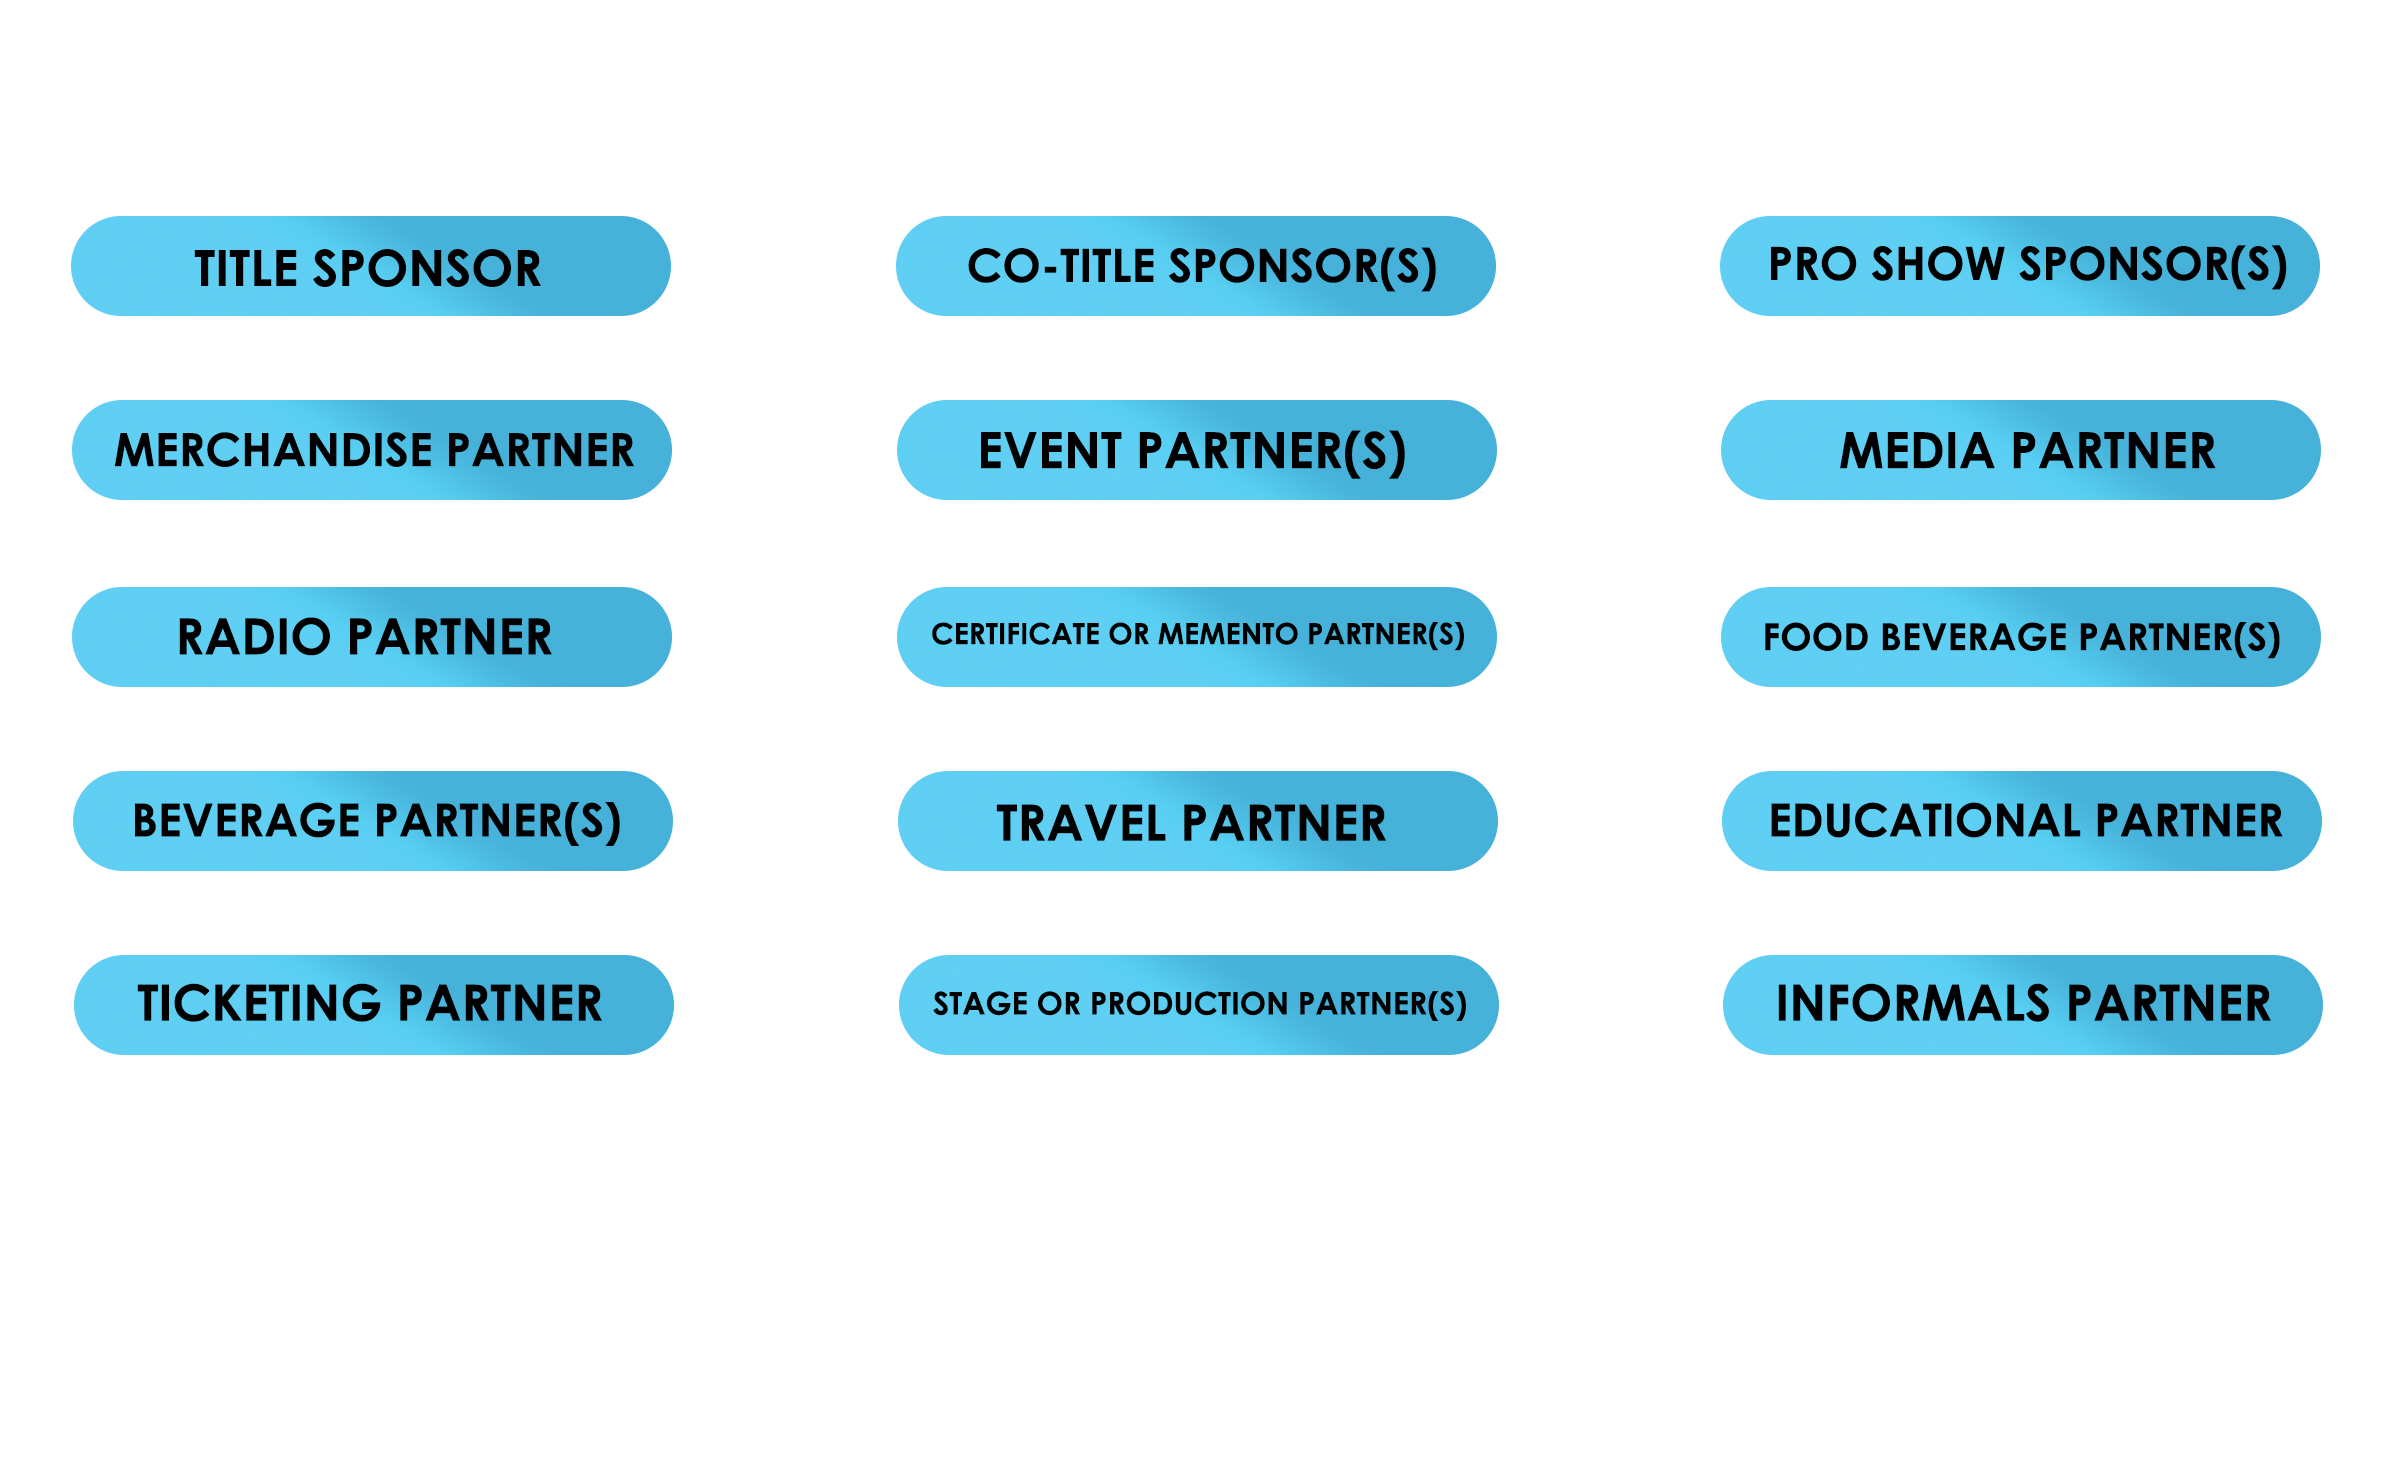 TITLE SPONSOR
CO-TITLE SPONSOR(S)
PRO SHOW SPONSOR(S)
MERCHANDISE PARTNER
EVENT PARTNER(S)
MEDIA PARTNER
RADIO PARTNER
CERTIFICATE OR MEMENTO PARTNER(S)
FOOD BEVERAGE PARTNER(S)
BEVERAGE PARTNER(S)
TRAVEL PARTNER
EDUCATIONAL PARTNER
TICKETING PARTNER
STAGE OR PRODUCTION PARTNER(S)
INFORMALS PARTNER